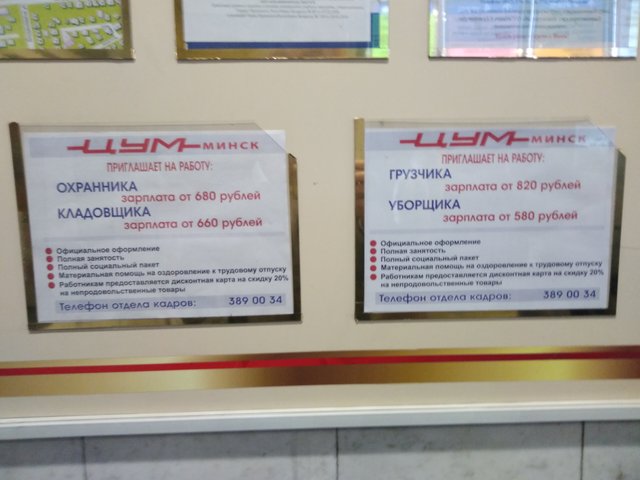 ЦУМ МИНСК
ПРИГЛАШАЕТ НА РАБОТУ:
ОХРАННИКА
зарплата от 680 рублей
КЛАДОВЩИКА
зарплата от 660 рублей
Официальное оформление
Полная занятость
Полный социальный пакет
Материальная помощь на оздоровление к трудовому отпуску
Работникам предоставляется дисконтная карта на скидку 20%
на непродовольственные товары
Телефон отдела кадров: 389 00 34
ЦУМ МИНСК
ПРИГЛАШАЕТ НА РАБОТУ:
ГРУЗЧИКА
зарплата от 820 рублей
УБОРЩИКА
зарплата от 580 рублей
Официальное оформление
Полная занятость
Полный социальный пакет
Материальная помощь на оздоровление к трудовому отпуску
Работникам предоставляется дисконтная карта на скидку 20%
на непродовольственные товары
Телефон отдела кадров: 389 00 34